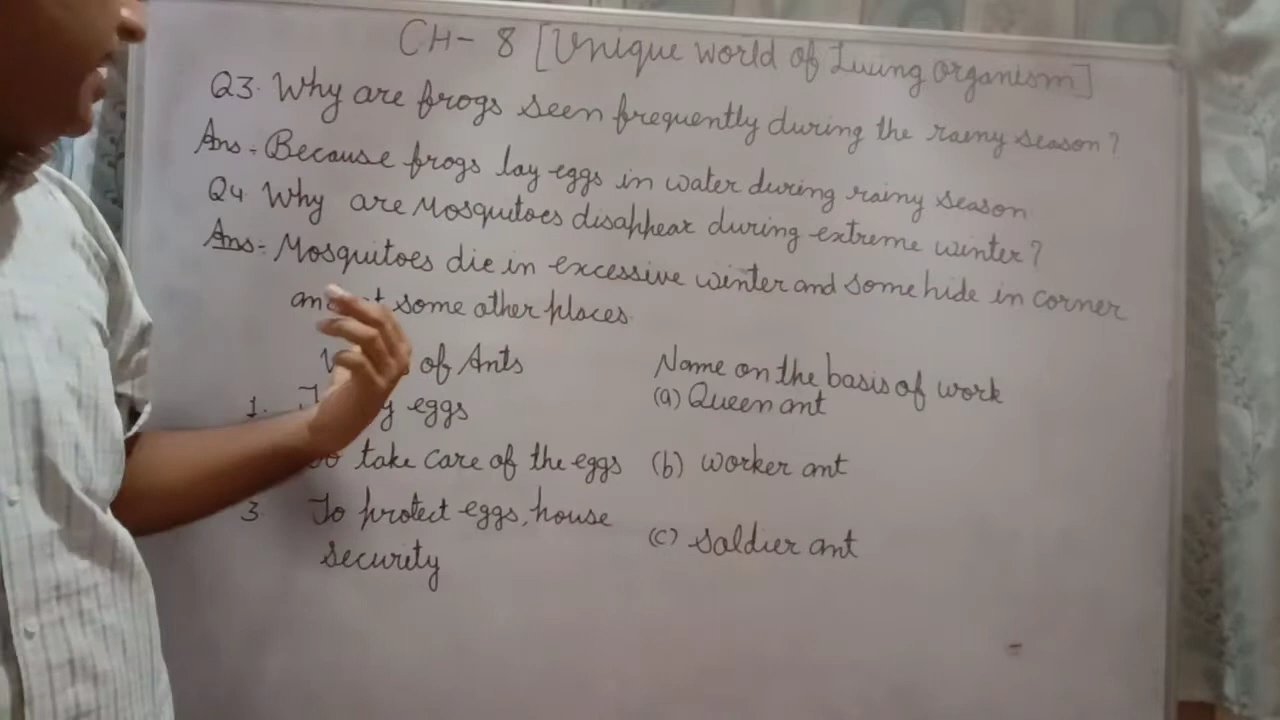 CH- 8 [Unique world of Living organism]
Q3. Why are frogs seen frequently during the rainy season?
Ans- Because frogs lay eggs in water during rainy season
Q4 Why are Mosquitoes disappear during extreme winter?
Ans- Mosquitoes die in excessive winter and some hide in corner
some other places.
of Ants Name on the basis of work
1. eggs (a) Queen ant
take care of the eggs (b) worker ant
3 To protect eggs, house
security (c) soldier ant